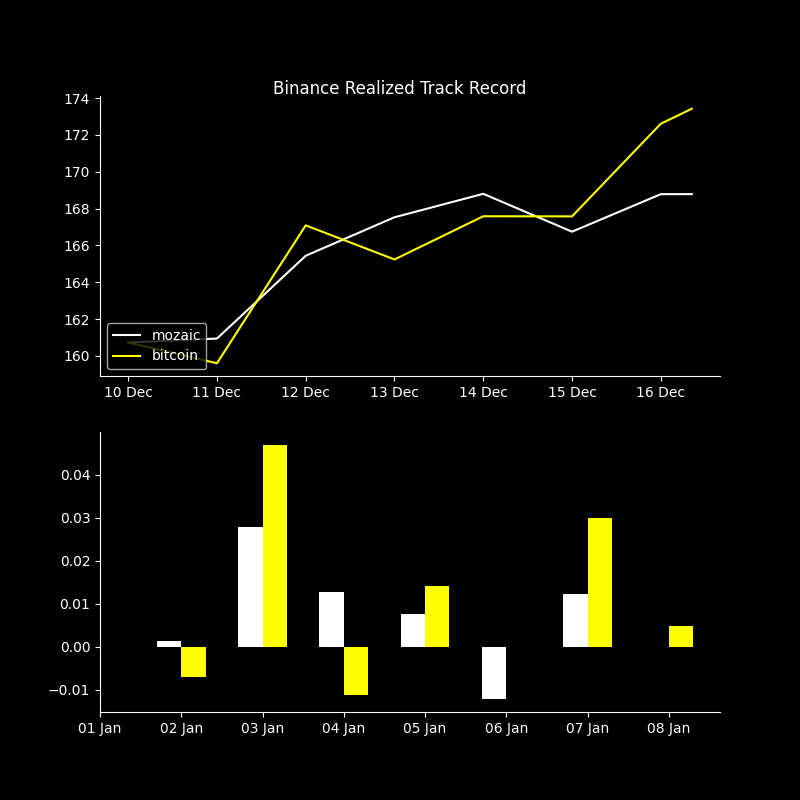 Binance Realized Track Record
174
172
170
168
166
164
162
160
mozaic
bitcoin
10 Dec 11 Dec 12 Dec 13 Dec 14 Dec 15 Dec 16 Dec
0.04
0.03
0.02
0.01
0.00
−0.01
01 Jan 02 Jan 03 Jan 04 Jan 05 Jan 06 Jan 07 Jan 08 Jan